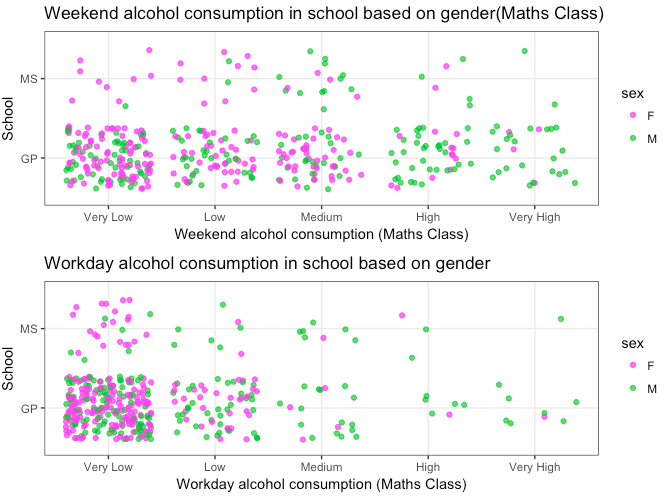 Weekend alcohol consumption in school based on gender(Maths Class)
MS
GP
School
Very Low Low Medium High Very High
Weekend alcohol consumption (Maths Class)
sex
F
M
Workday alcohol consumption in school based on gender
MS
GP
School
Very Low Low Medium High Very High
Workday alcohol consumption (Maths Class)
sex
F
M